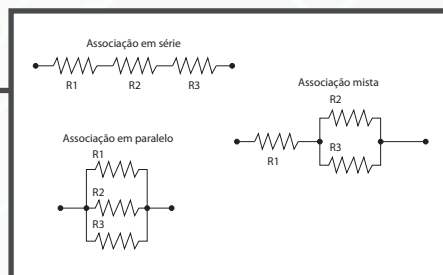 Associação em série
R1 R2 R3
Associação em paralelo
R1
R2
R3
Associação mista
R2
R3
R1